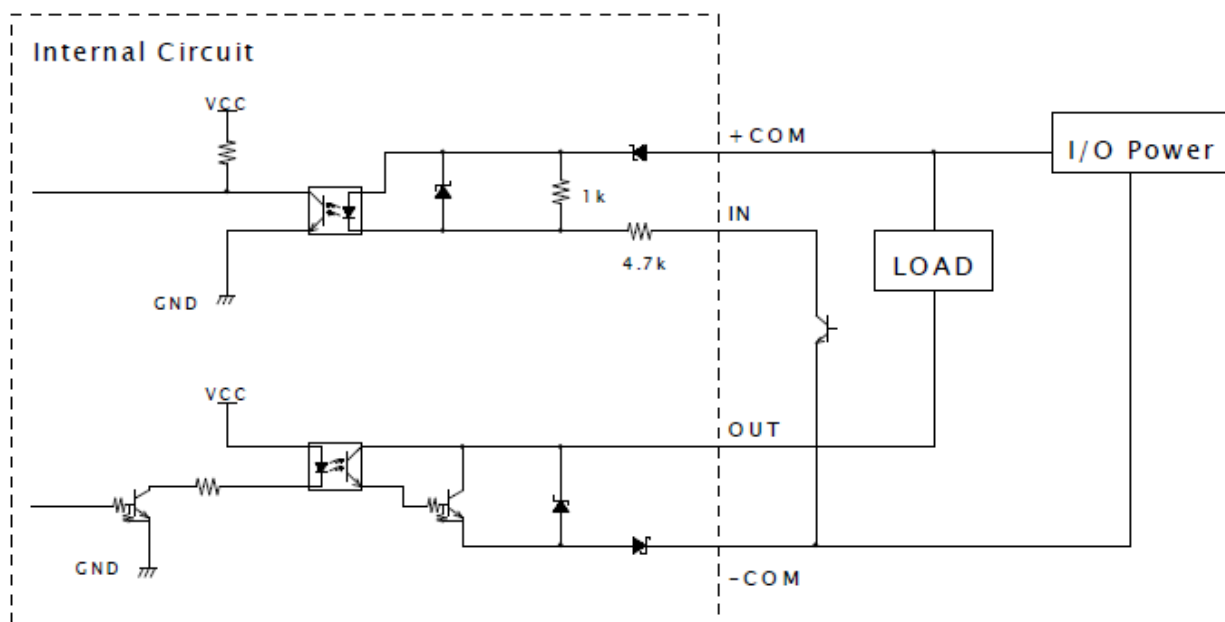 Internal Circuit
VCC
+COM
I/O Power
1k
IN
4.7k
LOAD
GND
VCC
OUT
GND
-COM